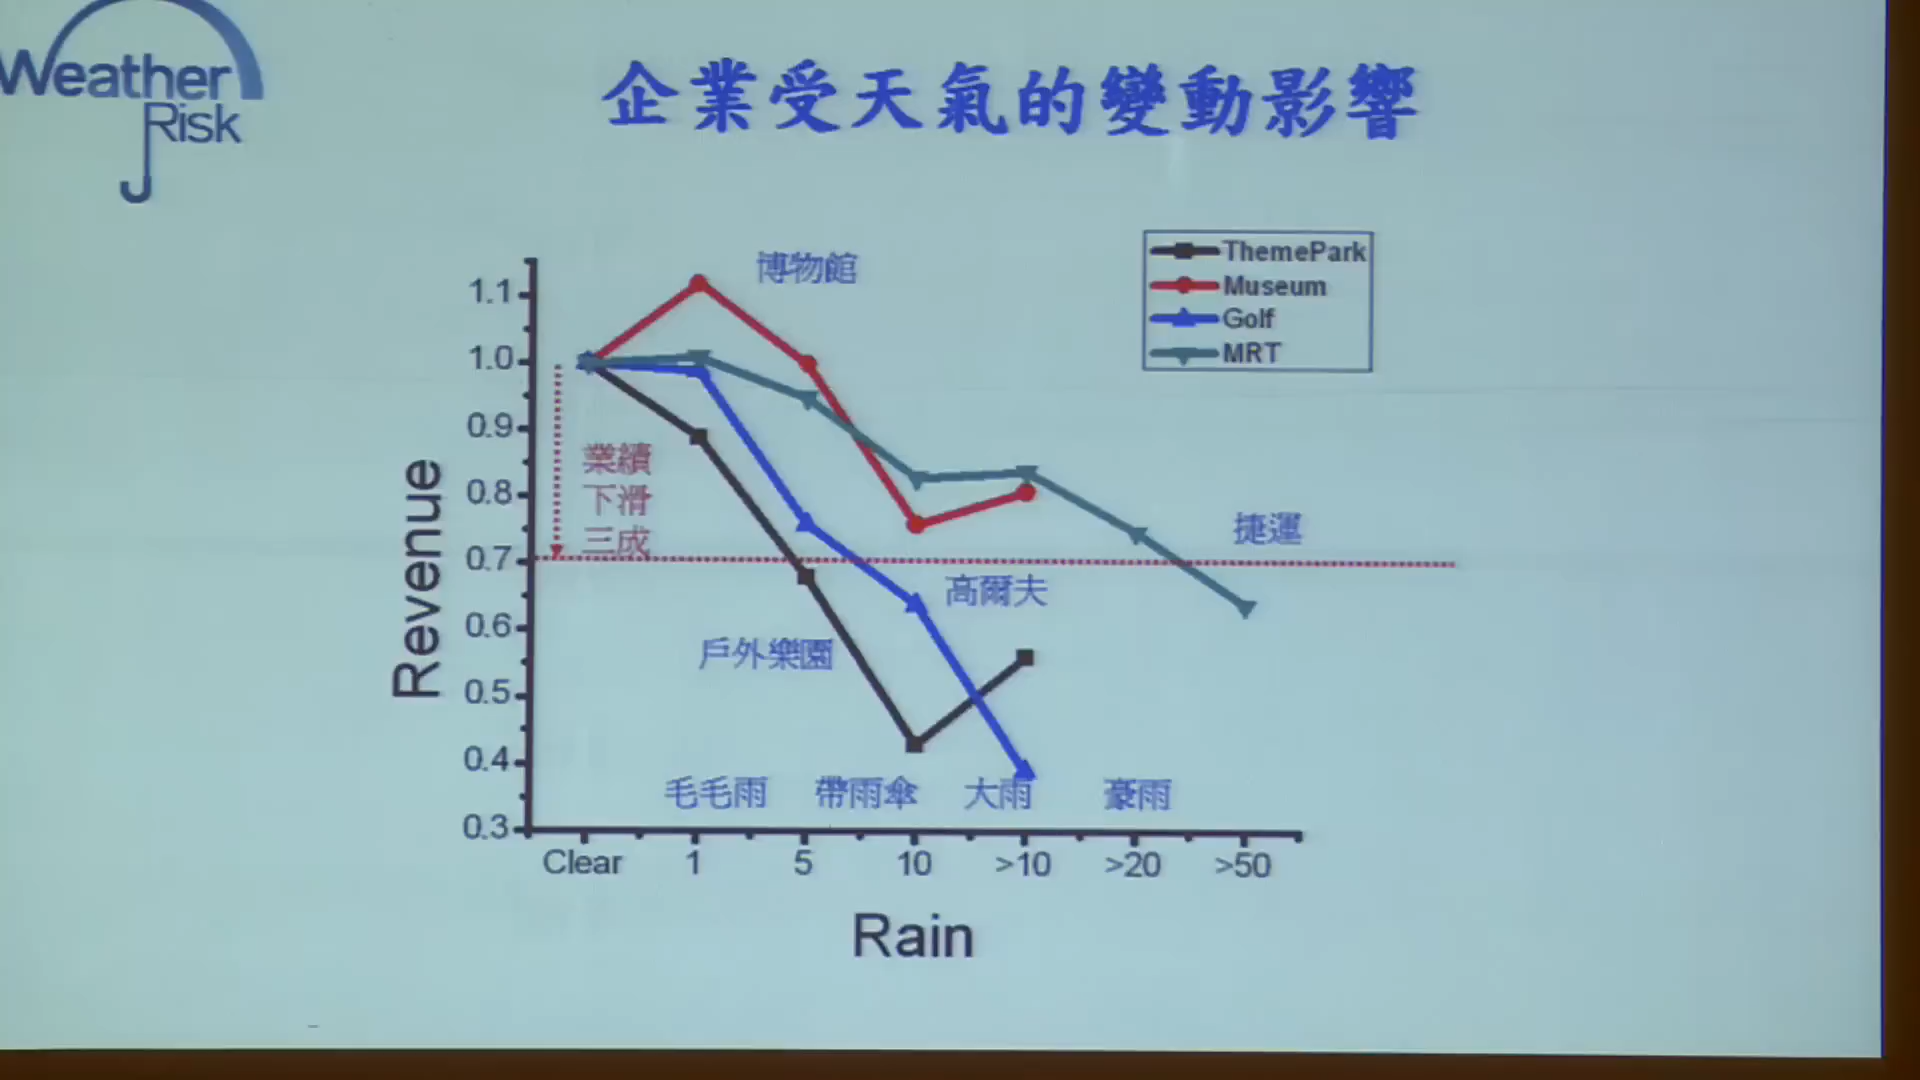 Weather
Risk
企業受天氣的變動影響
ThemePark
Museum
Golf
MRT
博物館
1.1
1.0
0.9
0.8
0.7
0.6
0.5
0.4
0.3
Revenue
業績
下滑
三成
捷運
高爾夫
戶外樂園
毛毛雨 帶雨傘 大雨 豪雨
Clear 1 5 10 >10 >20 >50
Rain